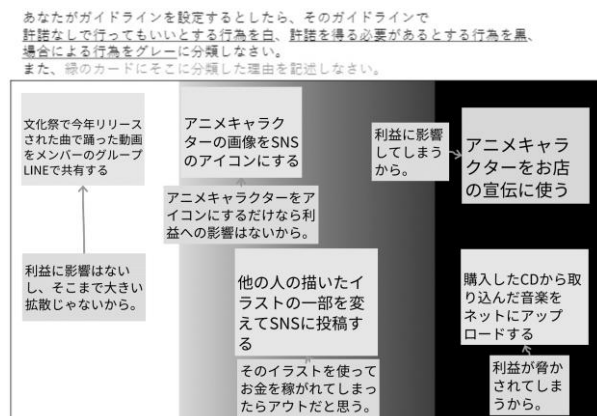 あなたがガイドラインを設定するとしたら、そのガイドラインで
許諾なしで行ってもいいとする行為を白、許諾を得る必要があるとする行為を黒、
場合による行為をグレーに分類しなさい。
また、緑のカードにそこに分類した理由を記述しなさい。
文化祭で今年リリース
された曲で踊った動画
をメンバーのグループ
LINEで共有する
利益に影響はない
し、そこまで大きい
拡散じゃないから。
アニメキャラク
ターの画像をSNS
のアイコンにする
アニメキャラクターをア
イコンにするだけなら利
益への影響はないから。
他の人の描いたイ
ラストの一部を変
えてSNSに投稿す
る
そのイラストを使って
お金を稼がれてしまっ
たらアウトだと思う。
利益に影響
してしまう
から。
アニメキャラ
クターをお店
の宣伝に使う
購入したCDから取
り込んだ音楽を
ネットにアップ
ロードする
利益が脅か
されてしま
うから。